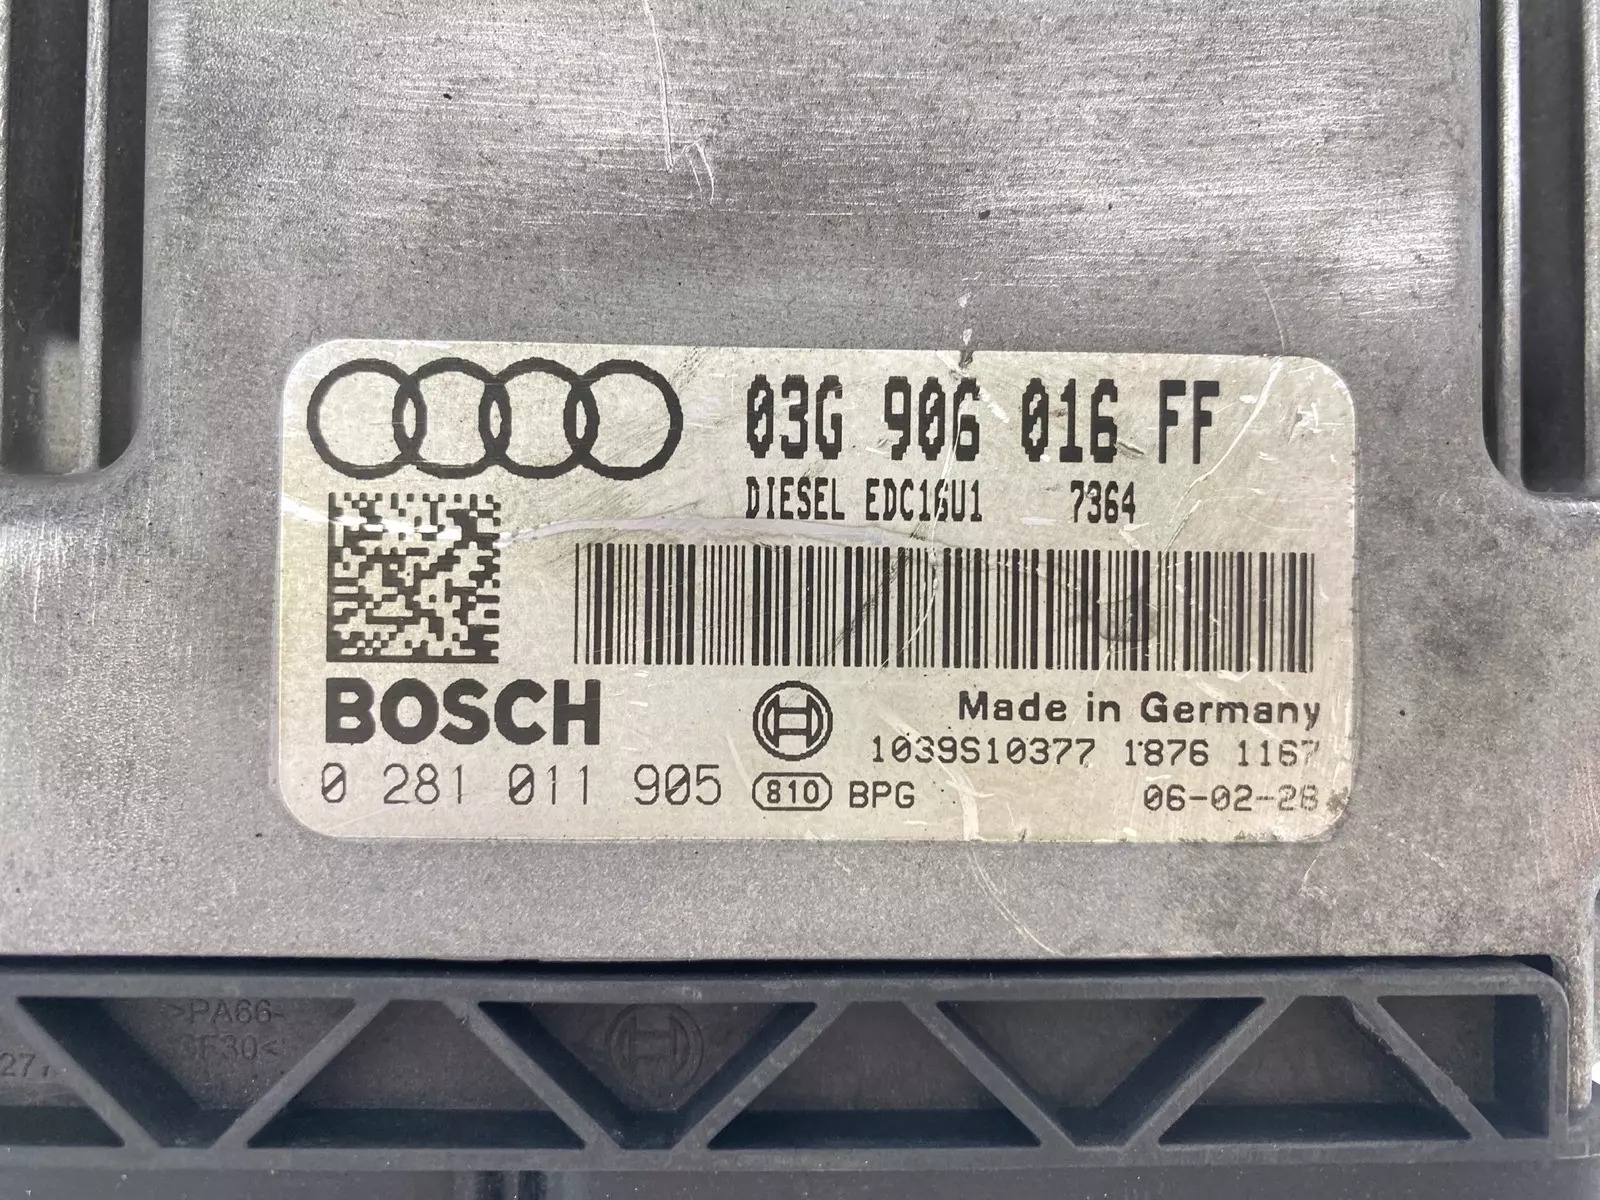 03G 906 016 FF
DIESEL EDC16U1 7364
BOSCH
Made in Germany
1039S10377 1876 1167
0 281 011 905
810 BPG 06-02-28
>PA66-
GF30<